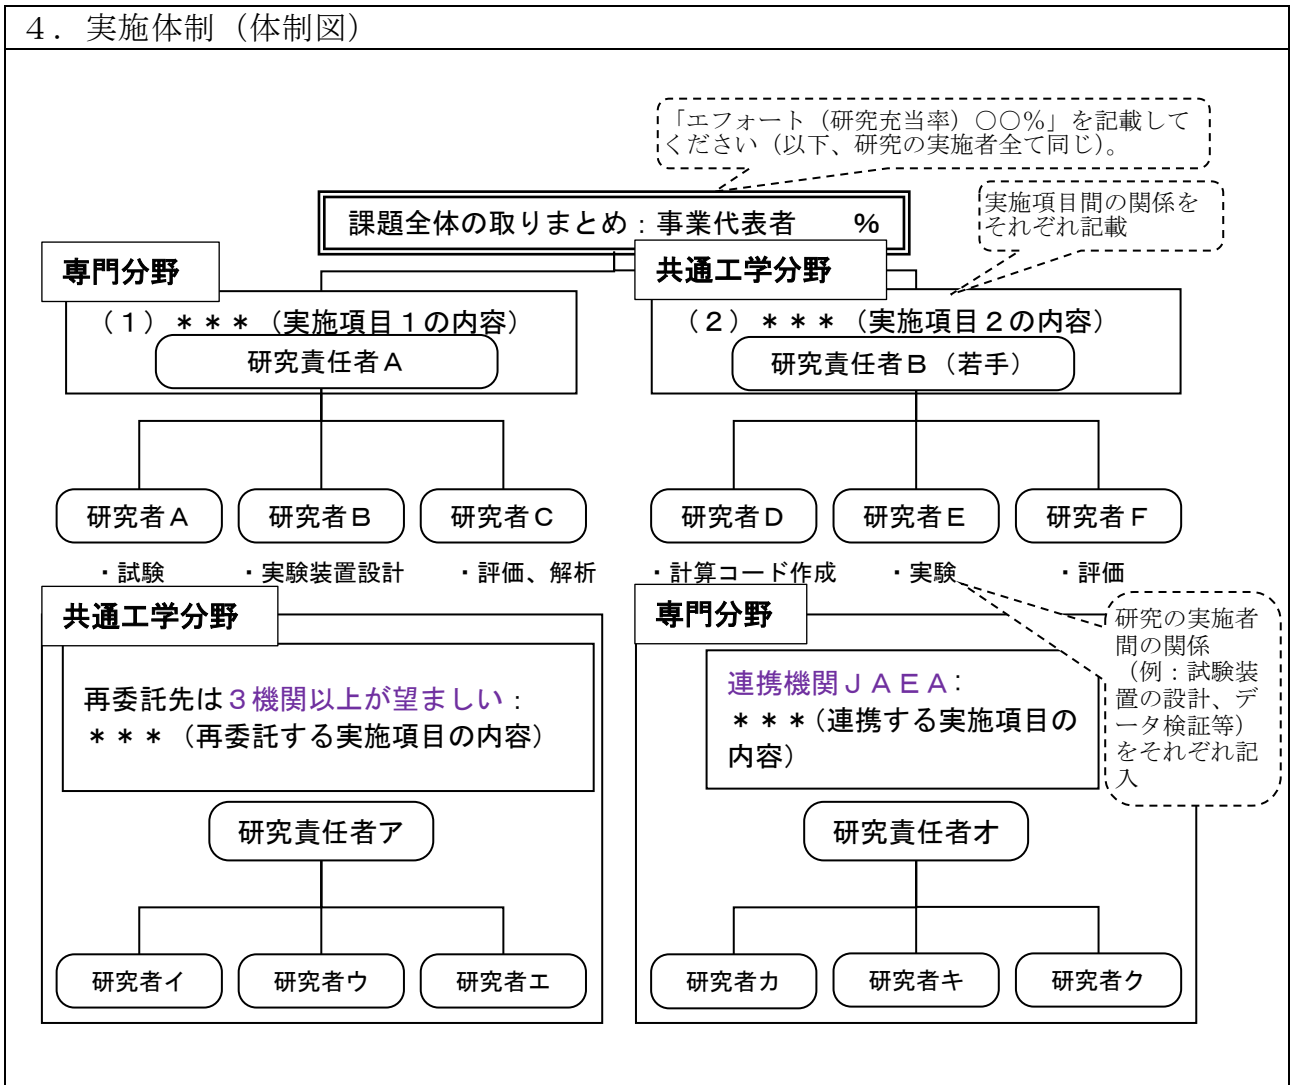 ４．実施体制（体制図）
「エフォート（研究充当率）○○％」を記載して
ください（以下、研究の実施者全て同じ）。
実施項目間の関係を
それぞれ記載
課題全体の取りまとめ：事業代表者　　％
専門分野
（１）＊＊＊（実施項目１の内容）
研究責任者Ａ
共通工学分野
（２）＊＊＊（実施項目２の内容）
研究責任者Ｂ（若手）
研究者Ａ
研究者Ｂ
研究者Ｃ
研究者Ｄ
研究者Ｅ
研究者Ｆ
・試験
・実験装置設計
・評価、解析
・計算コード作成
・実験
・評価
共通工学分野
再委託先は３機関以上が望ましい：
＊＊＊（再委託する実施項目の内容）
研究責任者ア
研究者イ
研究者ウ
研究者エ
専門分野
連携機関ＪＡＥＡ：
＊＊＊（連携する実施項目の
内容）
研究責任者オ
研究者カ
研究者キ
研究者ク
研究の実施者
間の関係
（例：試験装
置の設計、デ
ータ検証等）
をそれぞれ記
入